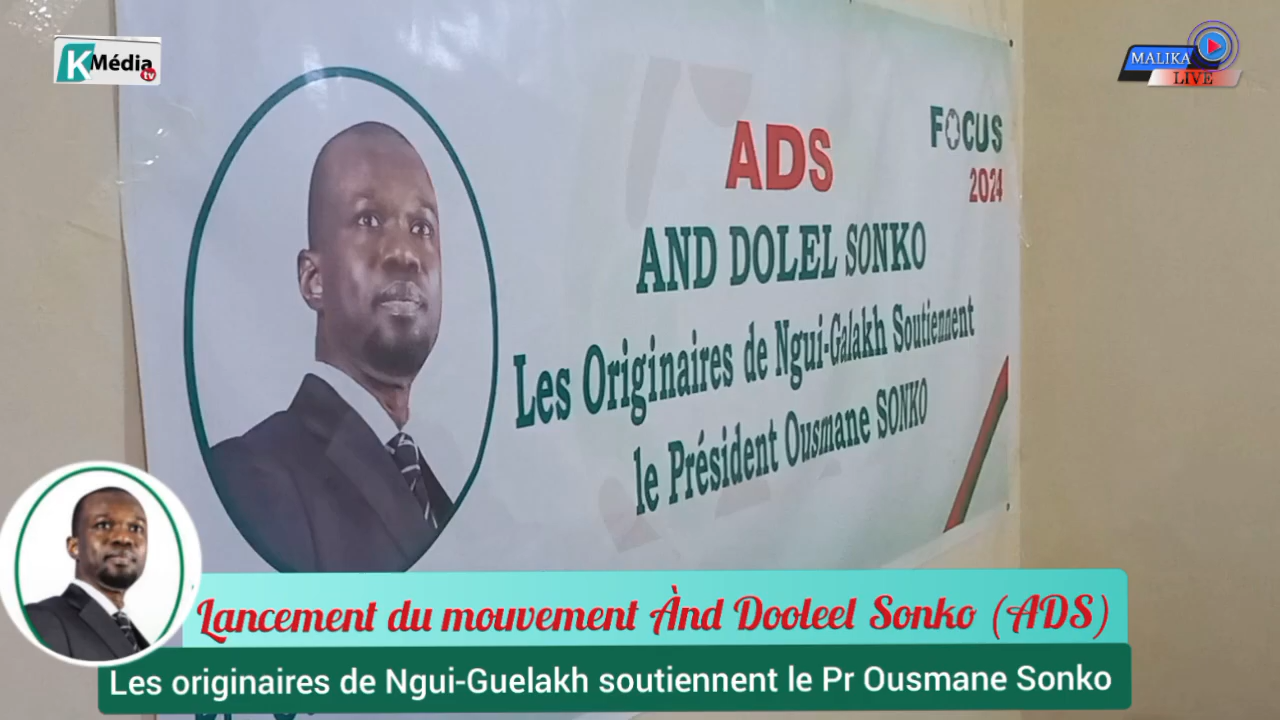 K Média tv
MALIKA
LIVE
FOCUS
2024
ADS
AND DOLEL SONKO
Les Originaires de Ngui-Galakh Soutiennent
le Président Ousmane SONKO
Lancement du mouvement Ànd Dooleel Sonko (ADS)
Les originaires de Ngui-Guelakh soutiennent le Pr Ousmane Sonko